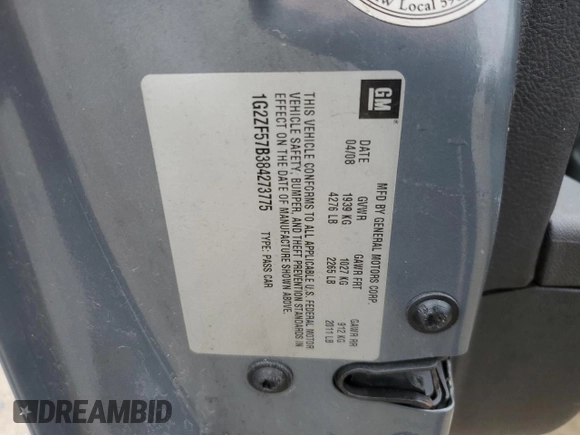 GM
MFD BY GENERAL MOTORS CORP.
DATE GVWR GAWR FRT GAWR RR
04/08 1939 KG 1027 KG 912 KG
4276 LB 2265 LB 2011 LB
THIS VEHICLE CONFORMS TO ALL APPLICABLE U.S. FEDERAL MOTOR
VEHICLE SAFETY, BUMPER, AND THEFT PREVENTION STANDARDS IN
EFFECT ON THE DATE OF MANUFACTURE SHOWN ABOVE.
1G2ZF57B384273775 TYPE: PASS CAR
Local
DREAMBID